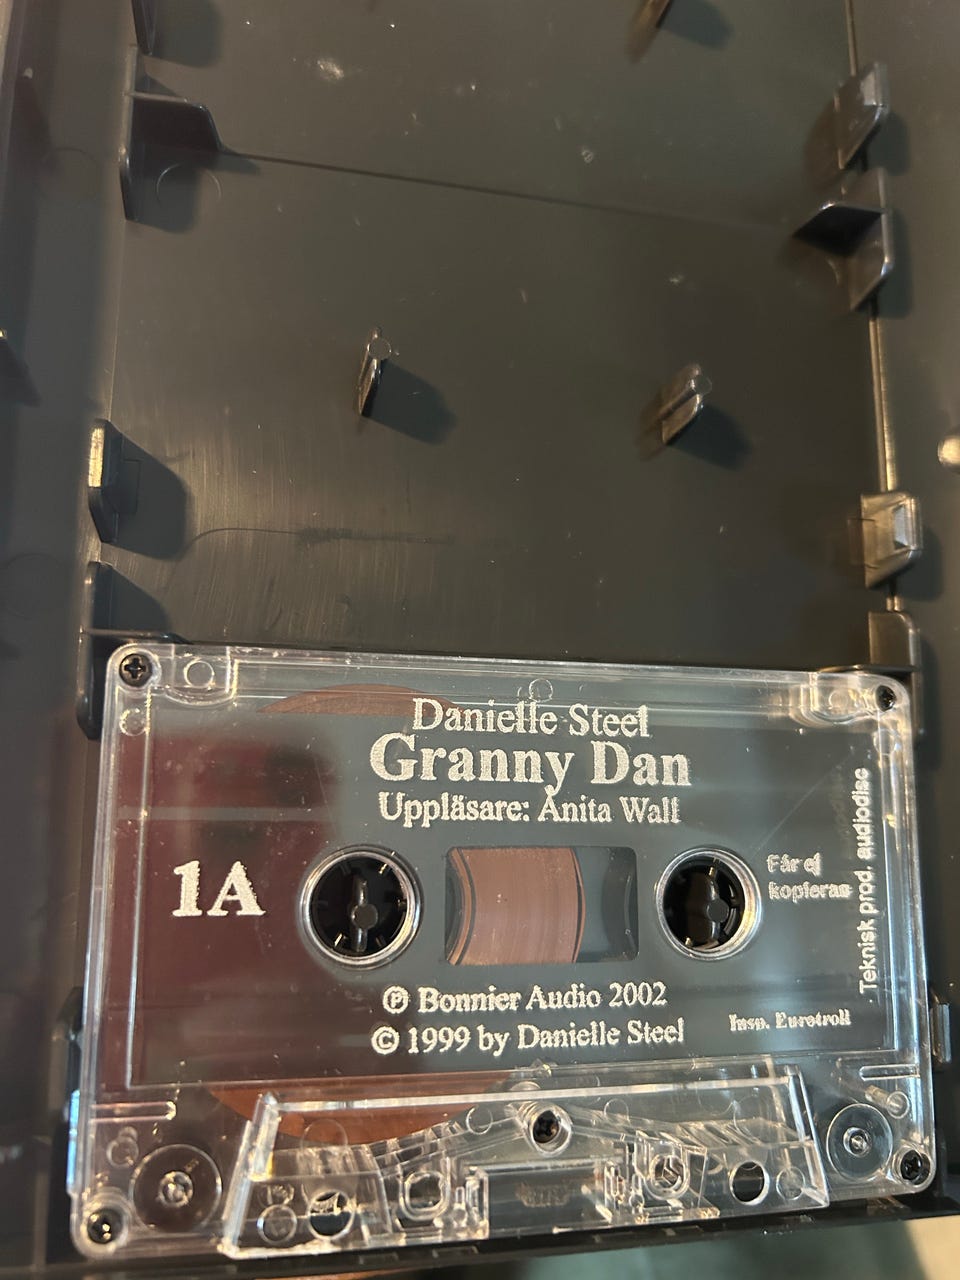 Danielle Steel
Granny Dan
Uppläsare: Anita Wall
1A
Får ej
kopieras
Teknisk prod. audiodisc
℗ Bonnier Audio 2002
© 1999 by Danielle Steel
Insp. Eurotroll